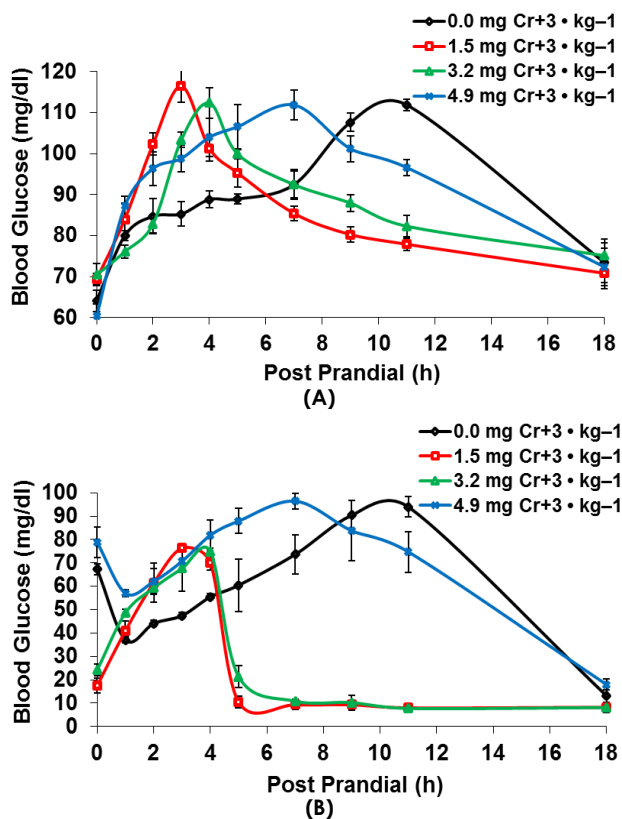 0.0 mg Cr+3 • kg–1
1.5 mg Cr+3 • kg–1
3.2 mg Cr+3 • kg–1
4.9 mg Cr+3 • kg–1
Blood Glucose (mg/dl)
120
110
100
90
80
70
60
0 2 4 6 8 10 12 14 16 18
Post Prandial (h)
(A)
0.0 mg Cr+3 • kg–1
1.5 mg Cr+3 • kg–1
3.2 mg Cr+3 • kg–1
4.9 mg Cr+3 • kg–1
Blood Glucose (mg/dl)
100
90
80
70
60
50
40
30
20
10
0
0 2 4 6 8 10 12 14 16 18
Post Prandial (h)
(B)